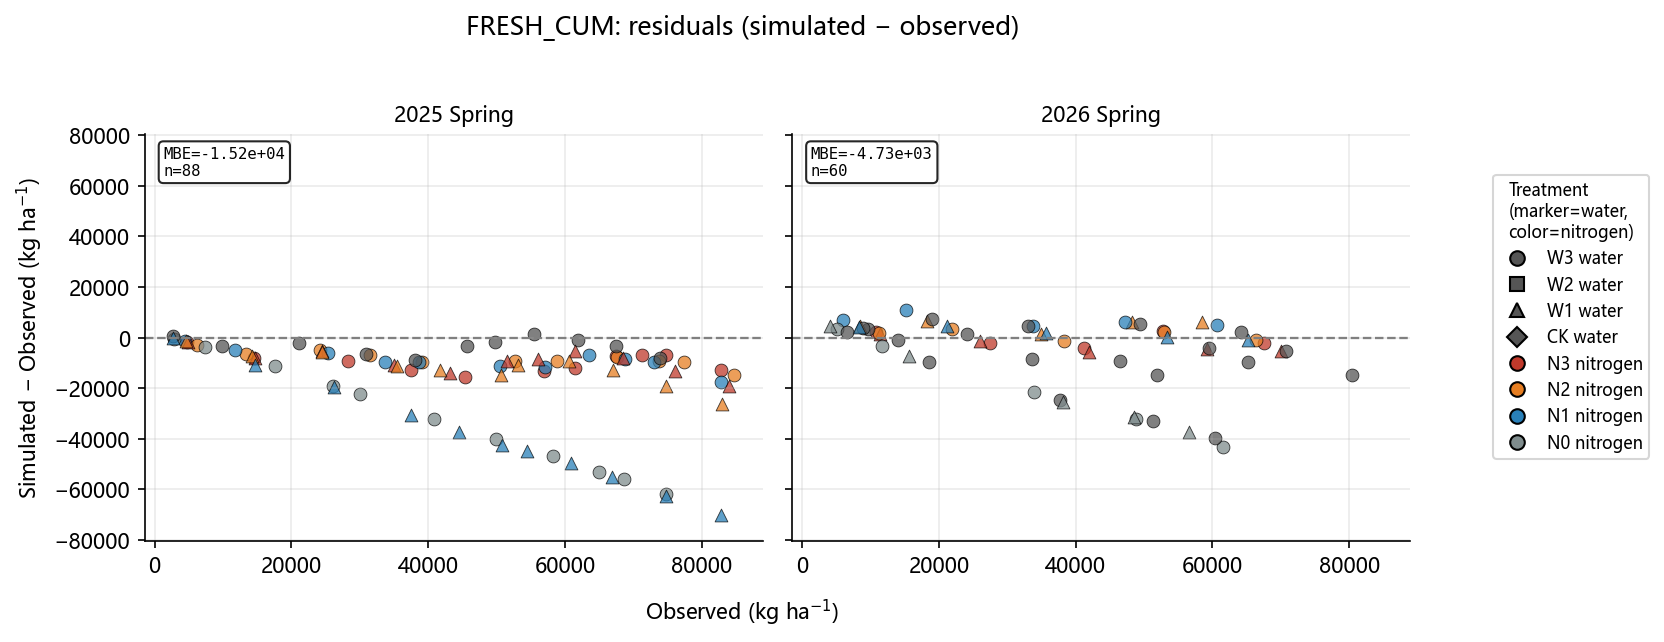 FRESH_CUM: residuals (simulated − observed)
2025 Spring
2026 Spring
MBE=-1.52e+04
n=88
MBE=-4.73e+03
n=60
80000
60000
40000
20000
0
−20000
−40000
−60000
−80000
Simulated − Observed (kg ha⁻¹)
0 20000 40000 60000 80000
0 20000 40000 60000 80000
Observed (kg ha⁻¹)
Treatment
(marker=water,
color=nitrogen)
W3 water
W2 water
W1 water
CK water
N3 nitrogen
N2 nitrogen
N1 nitrogen
N0 nitrogen